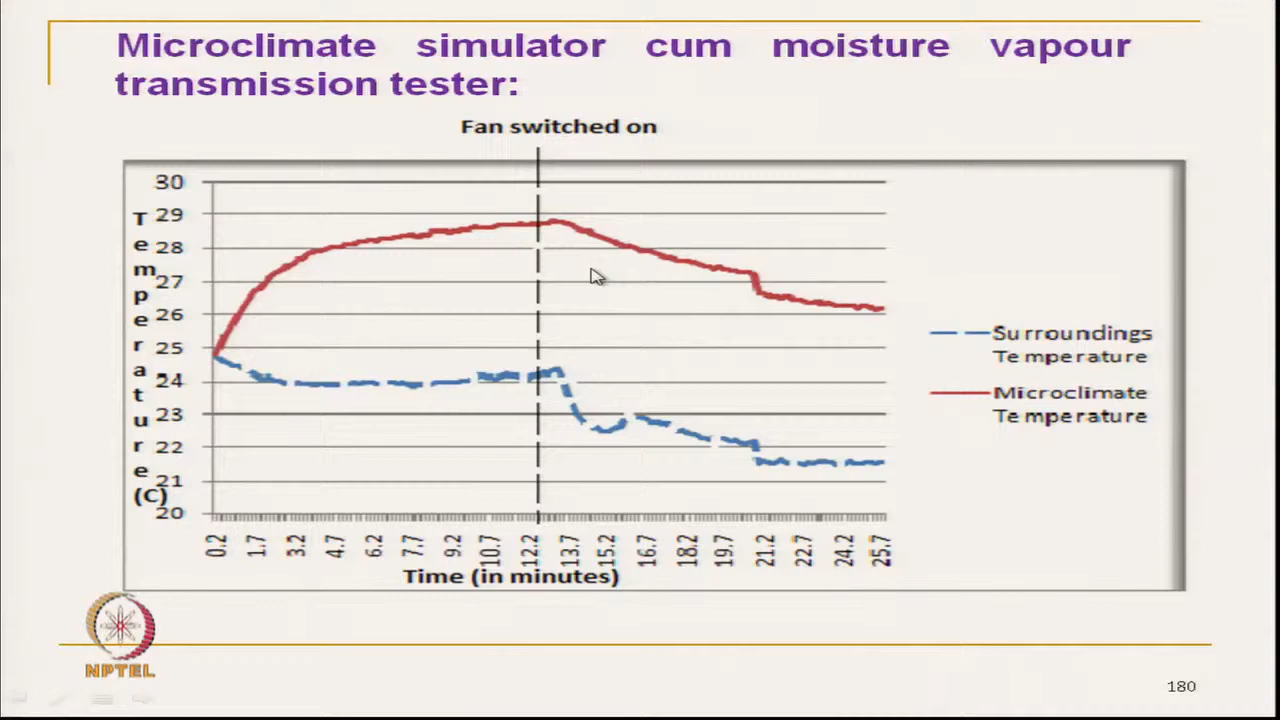 Microclimate simulator cum moisture vapour
transmission tester:
Fan switched on
Temperature (C)
30
29
28
27
26
25
24
23
22
21
20
0.2 1.7 3.2 4.7 6.2 7.7 9.2 10.7 12.2 13.7 15.2 16.7 18.2 19.7 21.2 22.7 24.2 25.7
Time (in minutes)
Surroundings
Temperature
Microclimate
Temperature
NPTEL
180